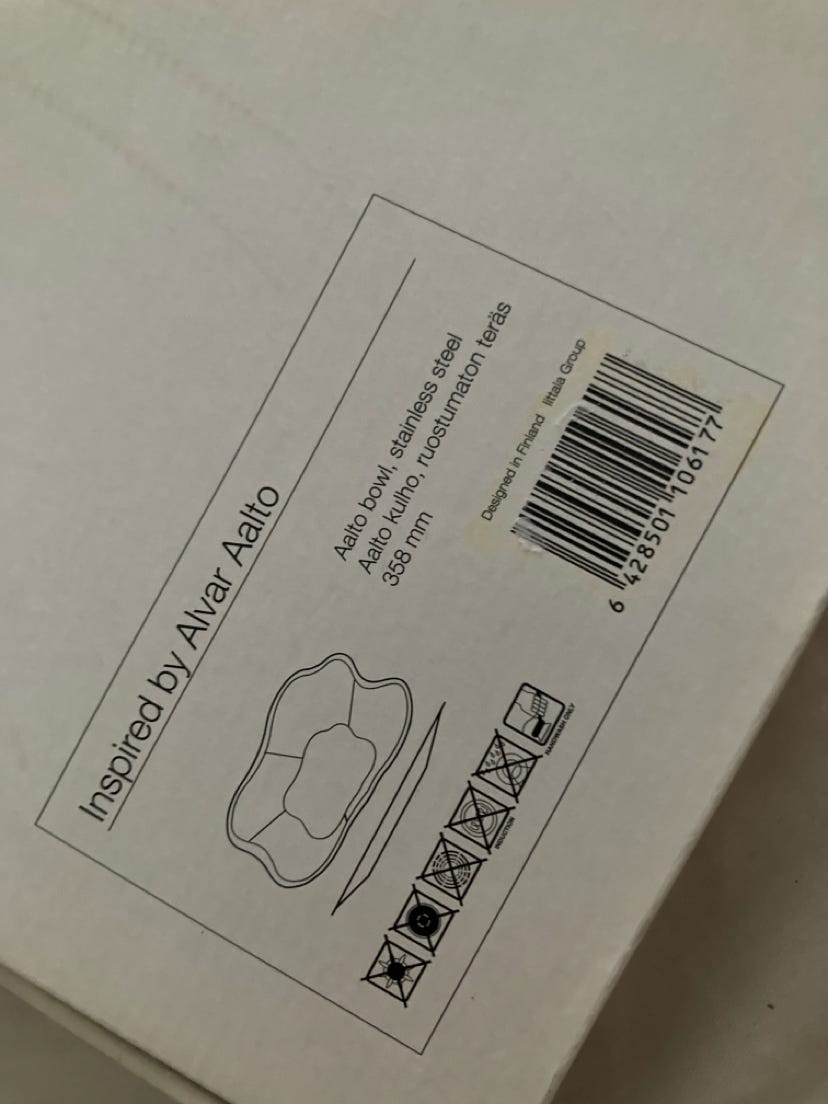 Inspired by Alvar Aalto
Aalto bowl, stainless steel
Aalto kulho, ruostumaton teräs
358 mm
Designed in Finland Iittala Group
6 428501 106177
INDUCTION
HANDWASH ONLY